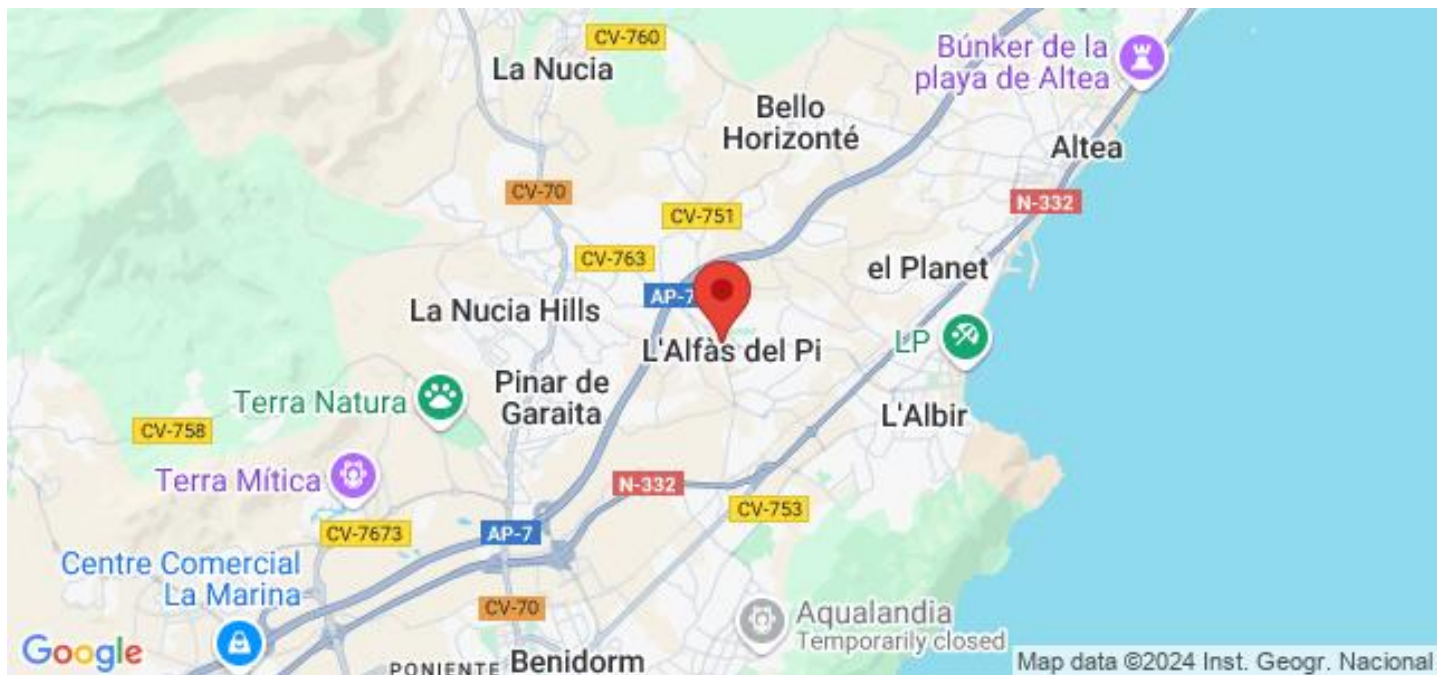 CV-760
La Nucia
Búnker de la
playa de Altea
Bello
Horizonté
Altea
CV-70
N-332
CV-751
CV-763
el Planet
AP-7
La Nucia Hills
LP
L'Alfàs del Pi
Pinar de
Garaita
Terra Natura
L'Albir
CV-758
Terra Mítica
N-332
CV-753
CV-7673
AP-7
Centre Comercial
La Marina
CV-70
Aqualandia
Temporarily closed
Google
PONIENTE
Benidorm
Map data ©2024 Inst. Geogr. Nacional